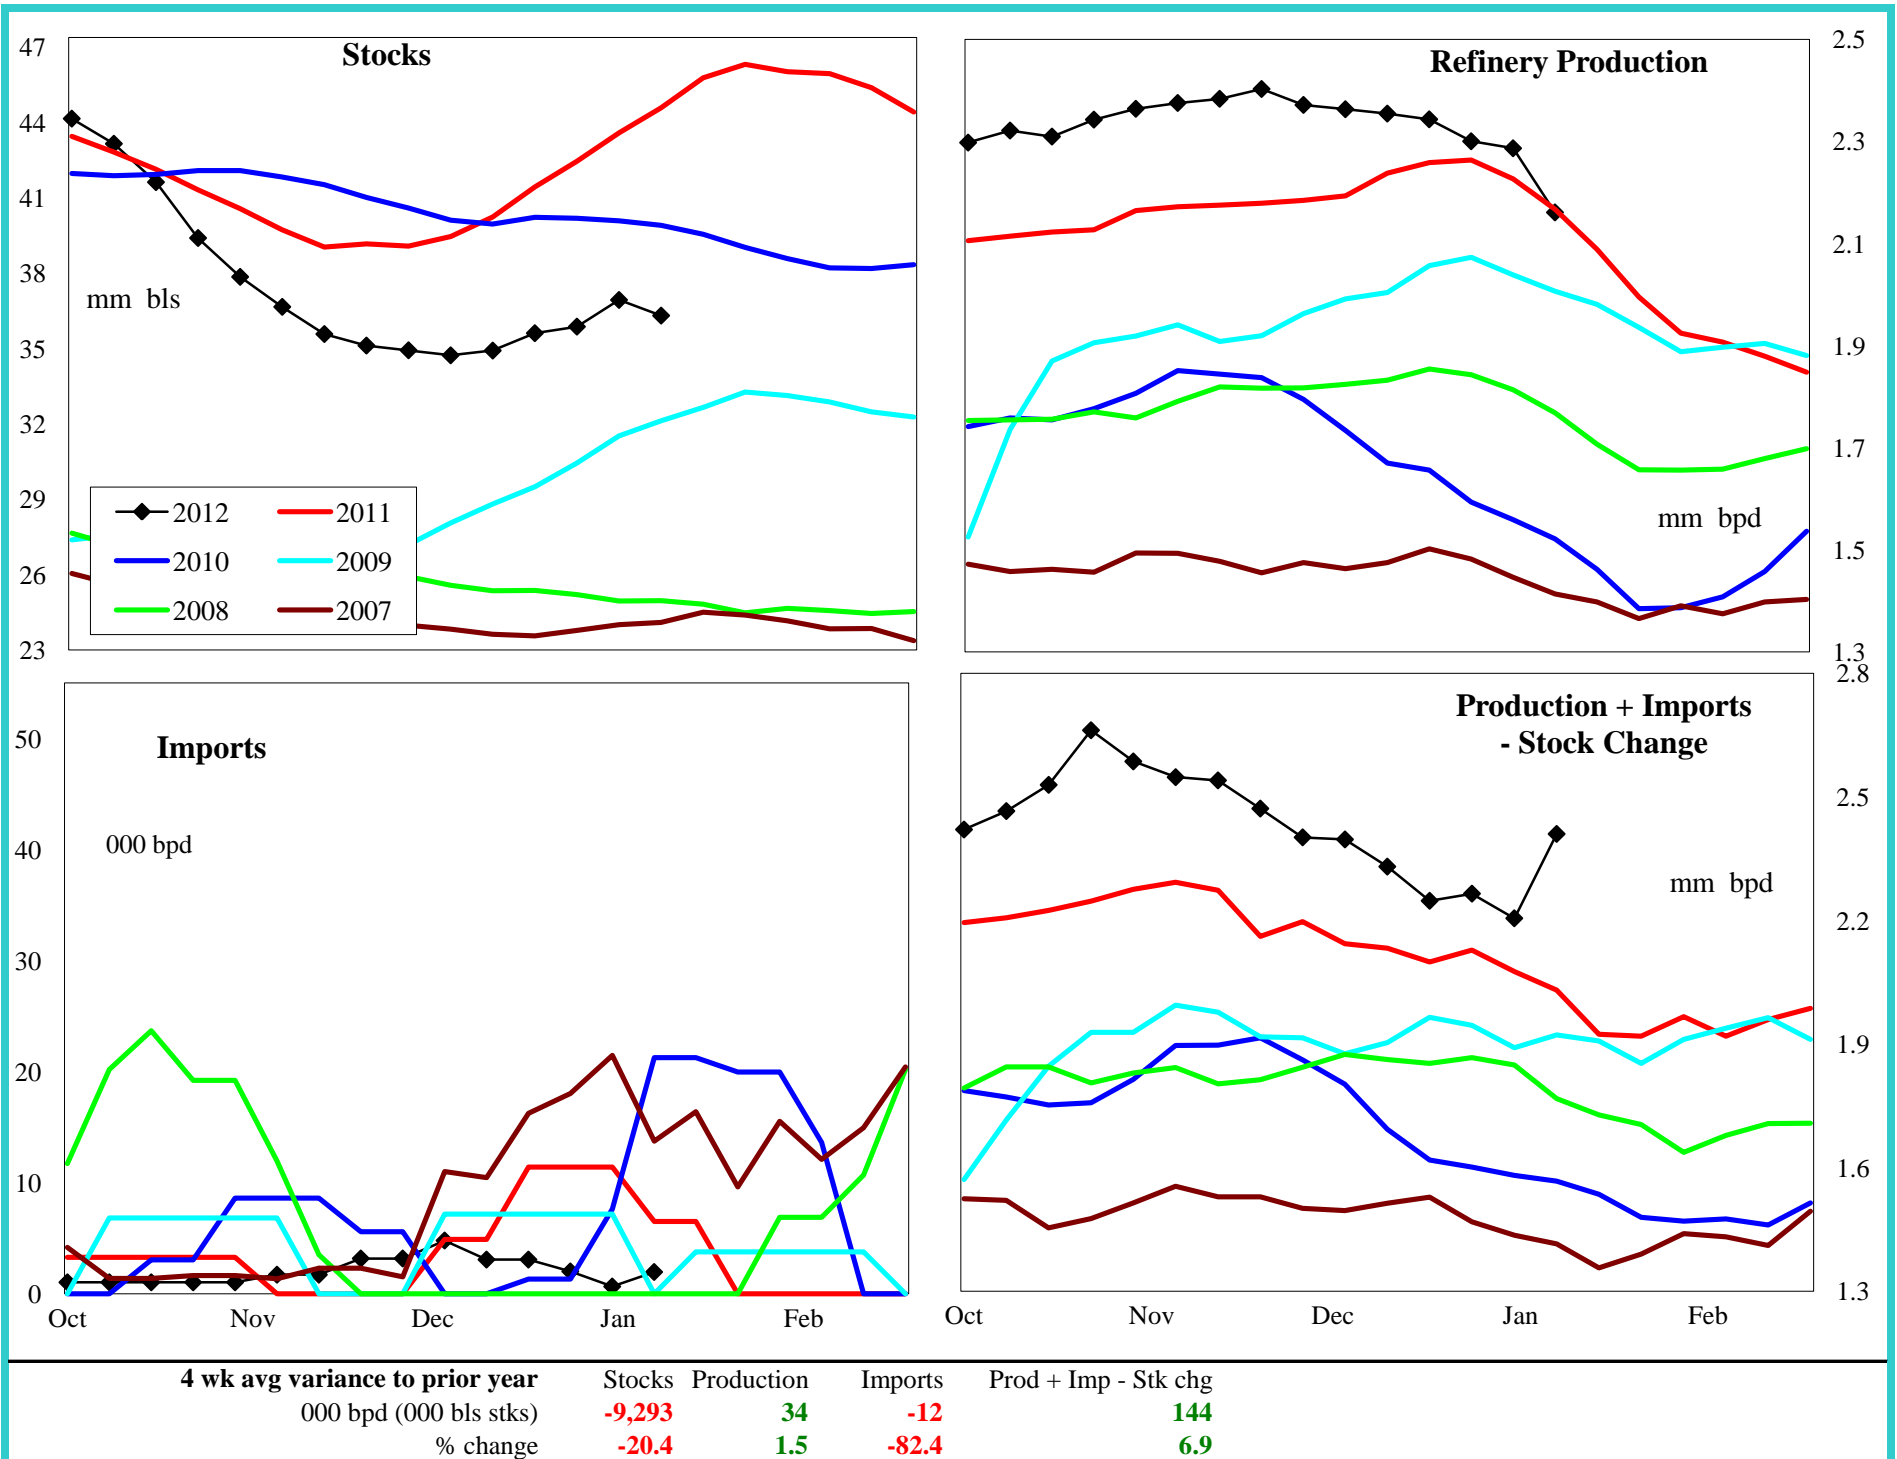 Stocks
47
44
41
38
35
32
29
26
23
mm bls
2012 2011
2010 2009
2008 2007
Refinery Production
2.5
2.3
2.1
1.9
1.7
1.5
1.3
mm bpd
Imports
50
40
30
20
10
0
000 bpd
Oct Nov Dec Jan Feb
Production + Imports
- Stock Change
2.8
2.5
2.2
1.9
1.6
1.3
mm bpd
Oct Nov Dec Jan Feb
4 wk avg variance to prior year Stocks Production Imports Prod + Imp - Stk chg
000 bpd (000 bls stks) -9,293 34 -12 144
% change -20.4 1.5 -82.4 6.9